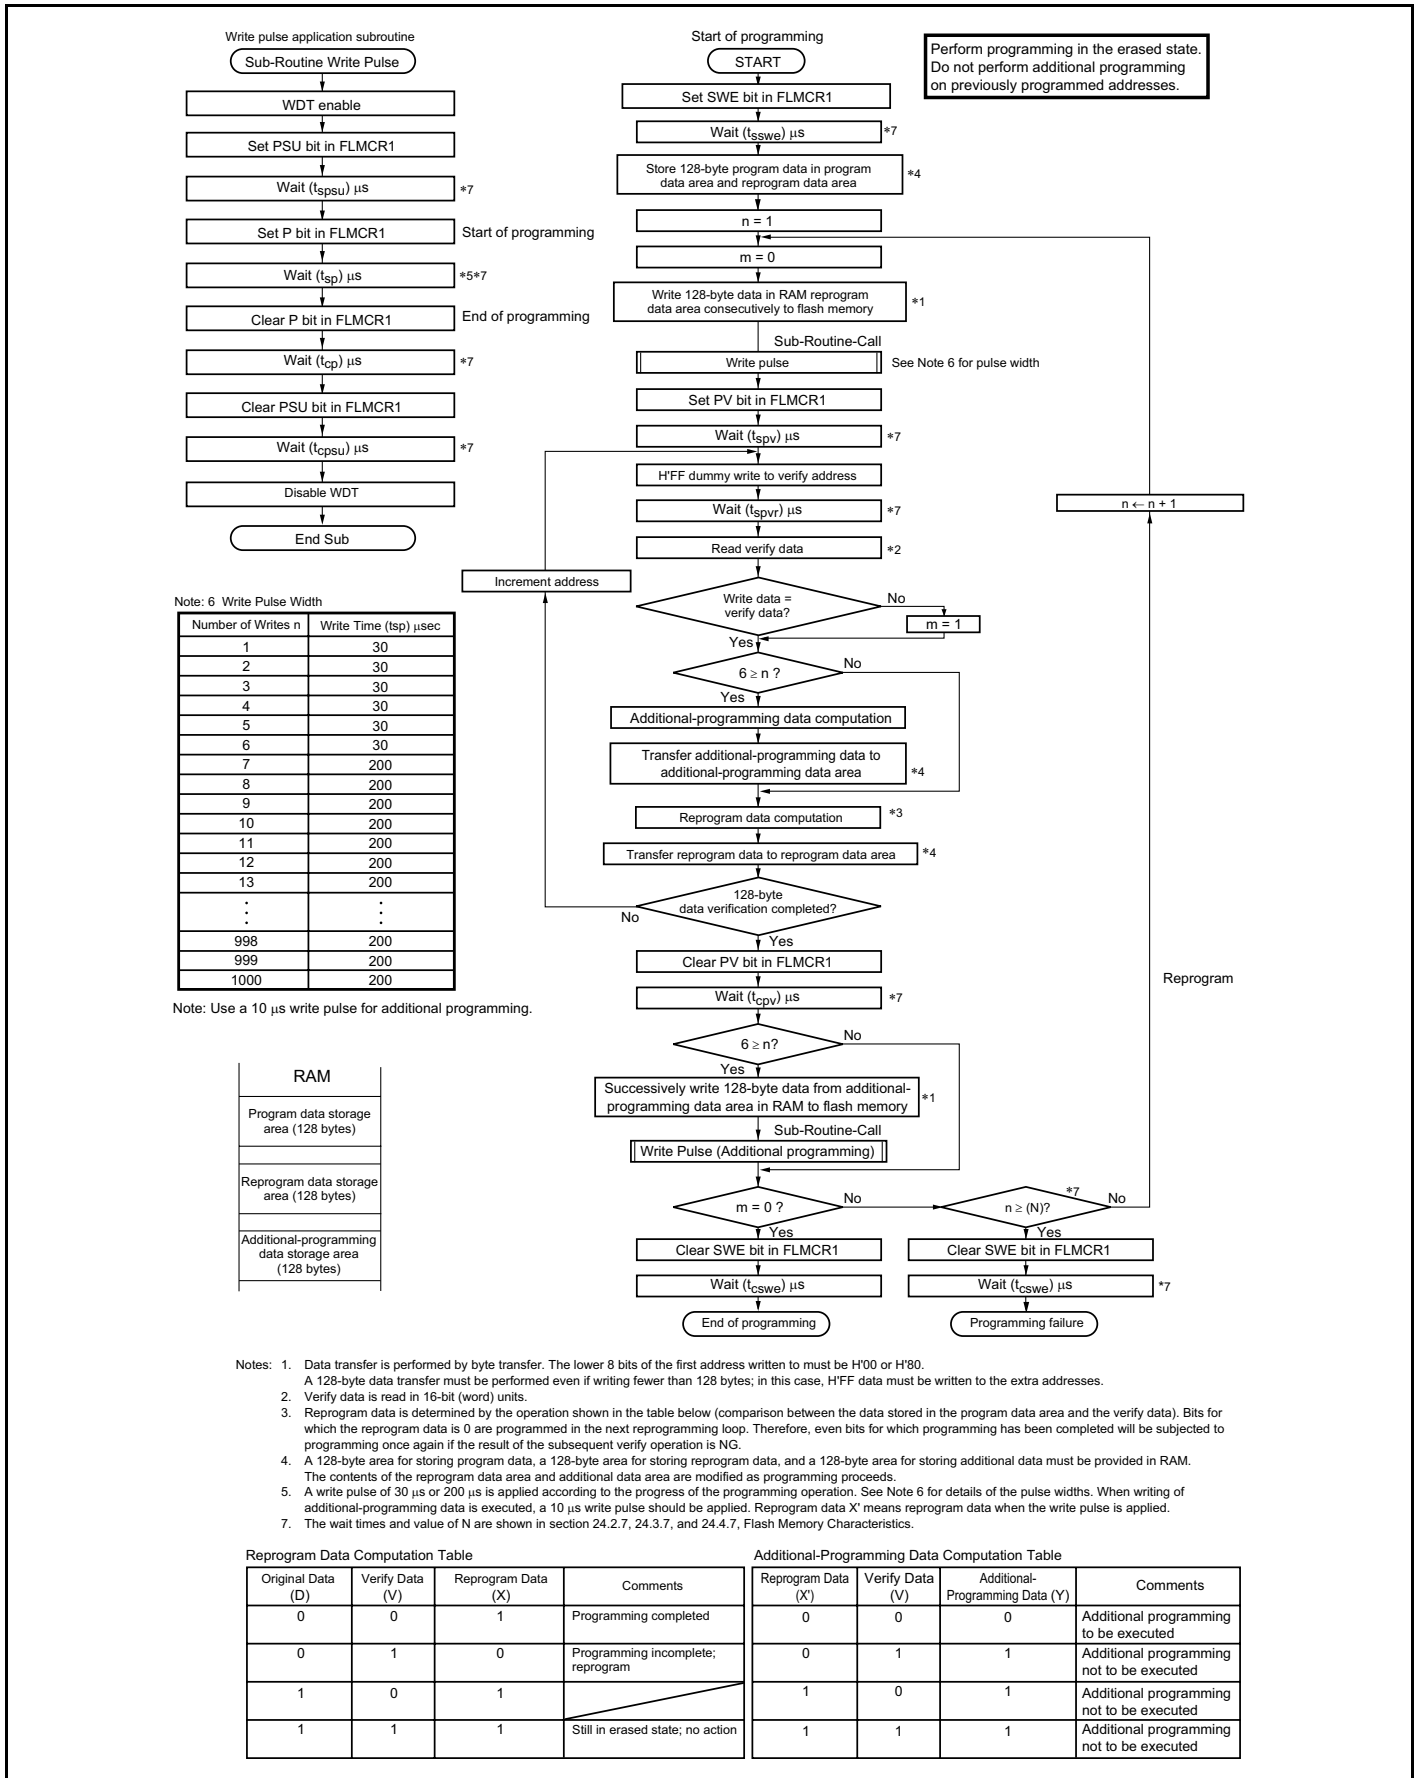 Write pulse application subroutine
Sub-Routine Write Pulse
WDT enable
Set PSU bit in FLMCR1
Wait (tspsu) μs
*7
Set P bit in FLMCR1
Start of programming
Wait (tsp) μs
*5*7
Clear P bit in FLMCR1
End of programming
Wait (tcp) μs
*7
Clear PSU bit in FLMCR1
Wait (tcpsu) μs
*7
Disable WDT
End Sub
Start of programming
START
Set SWE bit in FLMCR1
Wait (tsswe) μs
*7
Store 128-byte program data in program
data area and reprogram data area
*4
n = 1
m = 0
Write 128-byte data in RAM reprogram
data area consecutively to flash memory
*1
Sub-Routine-Call
Write pulse
See Note 6 for pulse width
Set PV bit in FLMCR1
Wait (tspv) μs
*7
H'FF dummy write to verify address
Wait (tspvr) μs
*7
Read verify data
*2
Increment address
Write data =
verify data?
No
m = 1
Yes
6 ≥ n ?
No
Yes
Additional-programming data computation
Transfer additional-programming data to
additional-programming data area
*4
Reprogram data computation
*3
Transfer reprogram data to reprogram data area
*4
128-byte
data verification completed?
No
Yes
Clear PV bit in FLMCR1
Wait (tcpv) μs
*7
6 ≥ n?
No
Yes
Successively write 128-byte data from additional-
programming data area in RAM to flash memory
*1
Sub-Routine-Call
Write Pulse (Additional programming)
m = 0 ?
No
Yes
Clear SWE bit in FLMCR1
Wait (tcswe) μs
End of programming
*7
n ≥ (N)?
No
Yes
Clear SWE bit in FLMCR1
Wait (tcswe) μs
*7
Programming failure
n ← n + 1
Reprogram
Perform programming in the erased state.
Do not perform additional programming
on previously programmed addresses.
Note: 6 Write Pulse Width
Number of Writes n Write Time (tsp) μsec
1 30
2 30
3 30
4 30
5 30
6 30
7 200
8 200
9 200
10 200
11 200
12 200
13 200
998 200
999 200
1000 200
Note: Use a 10 μs write pulse for additional programming.
RAM
Program data storage
area (128 bytes)
Reprogram data storage
area (128 bytes)
Additional-programming
data storage area
(128 bytes)
Notes: 1. Data transfer is performed by byte transfer. The lower 8 bits of the first address written to must be H'00 or H'80.
A 128-byte data transfer must be performed even if writing fewer than 128 bytes; in this case, H'FF data must be written to the extra addresses.
2. Verify data is read in 16-bit (word) units.
3. Reprogram data is determined by the operation shown in the table below (comparison between the data stored in the program data area and the verify data). Bits for
which the reprogram data is 0 are programmed in the next reprogramming loop. Therefore, even bits for which programming has been completed will be subjected to
programming once again if the result of the subsequent verify operation is NG.
4. A 128-byte area for storing program data, a 128-byte area for storing reprogram data, and a 128-byte area for storing additional data must be provided in RAM.
The contents of the reprogram data area and additional data area are modified as programming proceeds.
5. A write pulse of 30 μs or 200 μs is applied according to the progress of the programming operation. See Note 6 for details of the pulse widths. When writing of
additional-programming data is executed, a 10 μs write pulse should be applied. Reprogram data X' means reprogram data when the write pulse is applied.
7. The wait times and value of N are shown in section 24.2.7, 24.3.7, and 24.4.7, Flash Memory Characteristics.
Reprogram Data Computation Table
Original Data (D) Verify Data (V) Reprogram Data (X) Comments
0 0 1 Programming completed
0 1 0 Programming incomplete;
reprogram
1 0 1
1 1 1 Still in erased state; no action
Additional-Programming Data Computation Table
Reprogram Data (X') Verify Data (V) Additional-Programming Data (Y) Comments
0 0 0 Additional programming
to be executed
0 1 1 Additional programming
not to be executed
1 0 1 Additional programming
not to be executed
1 1 1 Additional programming
not to be executed